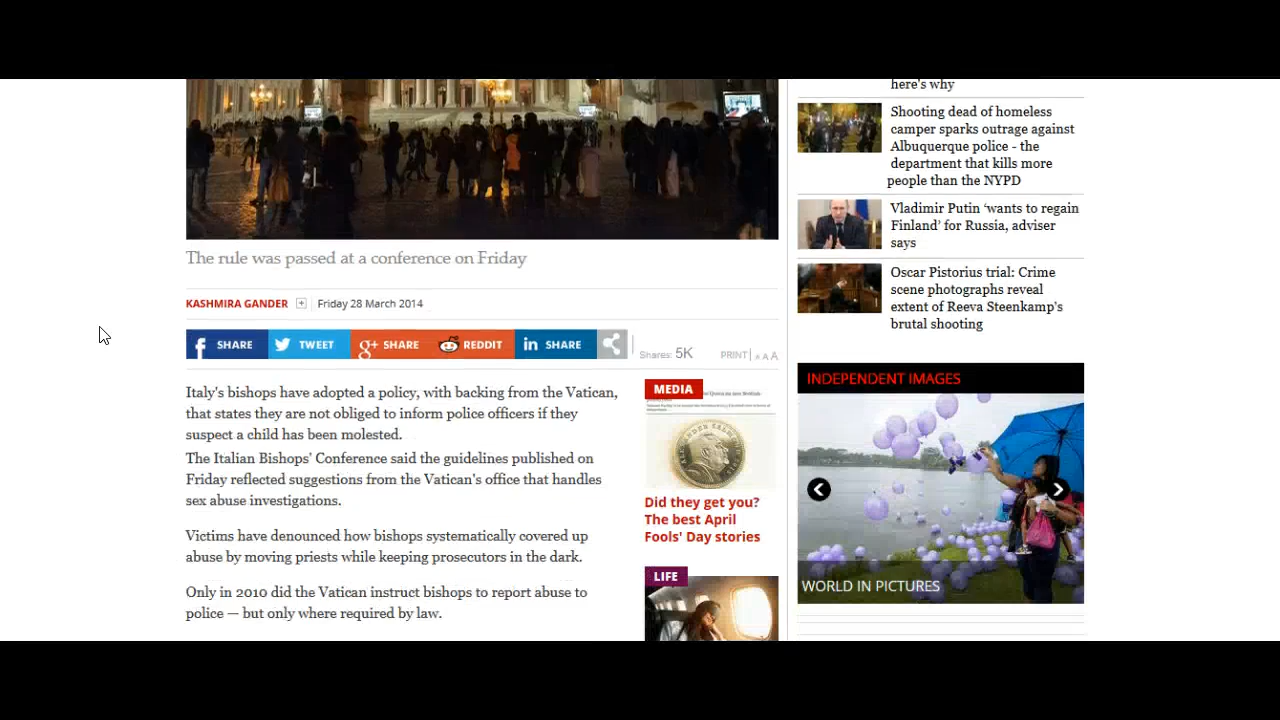 The rule was passed at a conference on Friday
KASHMIRA GANDER + Friday 28 March 2014
f SHARE
TWEET
g+ SHARE
REDDIT
in SHARE
Shares: 5K
PRINT
A A A
Italy's bishops have adopted a policy, with backing from the Vatican,
that states they are not obliged to inform police officers if they
suspect a child has been molested.
The Italian Bishops' Conference said the guidelines published on
Friday reflected suggestions from the Vatican's office that handles
sex abuse investigations.
Victims have denounced how bishops systematically covered up
abuse by moving priests while keeping prosecutors in the dark.
Only in 2010 did the Vatican instruct bishops to report abuse to
police — but only where required by law.
MEDIA
Did they get you?
The best April
Fools' Day stories
LIFE
here's why
Shooting dead of homeless
camper sparks outrage against
Albuquerque police - the
department that kills more
people than the NYPD
Vladimir Putin ‘wants to regain
Finland’ for Russia, adviser
says
Oscar Pistorius trial: Crime
scene photographs reveal
extent of Reeva Steenkamp’s
brutal shooting
INDEPENDENT IMAGES
WORLD IN PICTURES